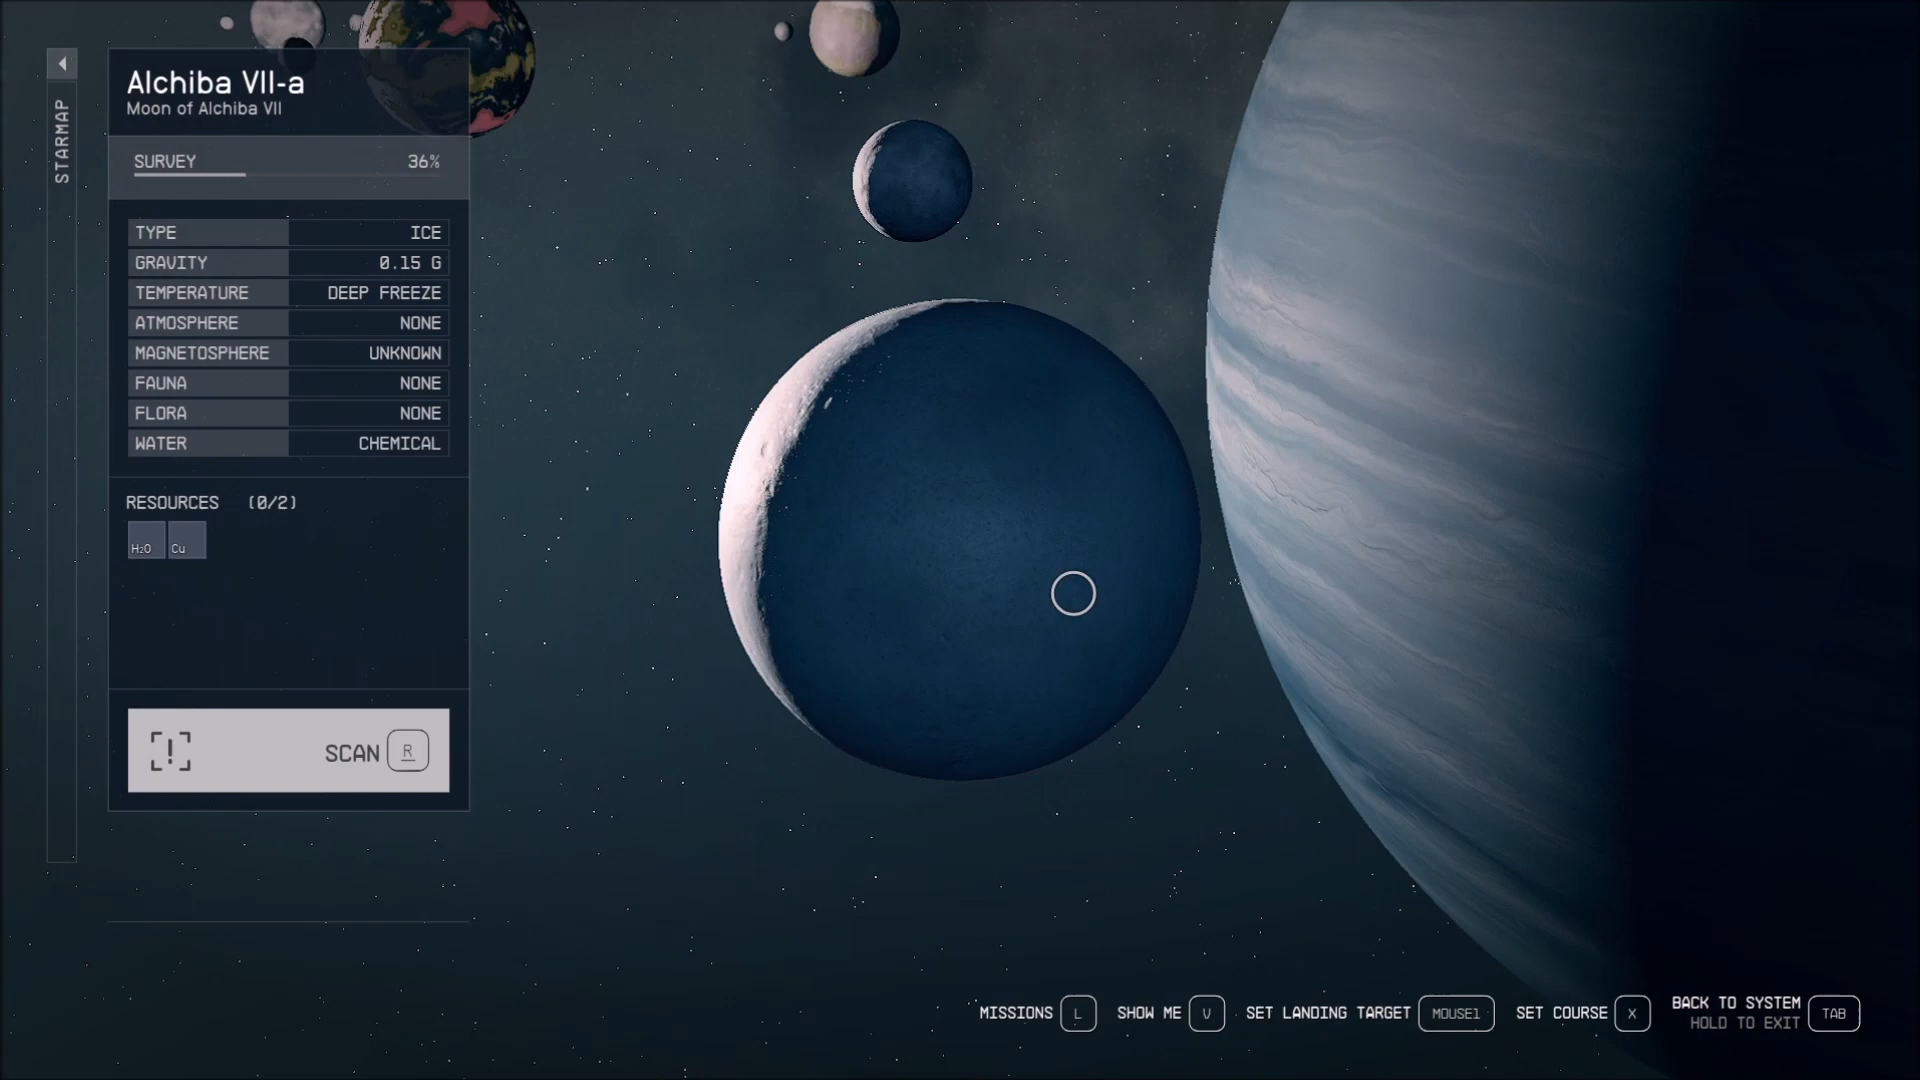 STARMAP
Alchiba VII-a
Moon of Alchiba VII
SURVEY 36%
TYPE ICE
GRAVITY 0.15 G
TEMPERATURE DEEP FREEZE
ATMOSPHERE NONE
MAGNETOSPHERE UNKNOWN
FAUNA NONE
FLORA NONE
WATER CHEMICAL
RESOURCES (0/2)
H₂O Cu
! SCAN R
MISSIONS L SHOW ME V SET LANDING TARGET MOUSE1 SET COURSE X BACK TO SYSTEM TAB
HOLD TO EXIT